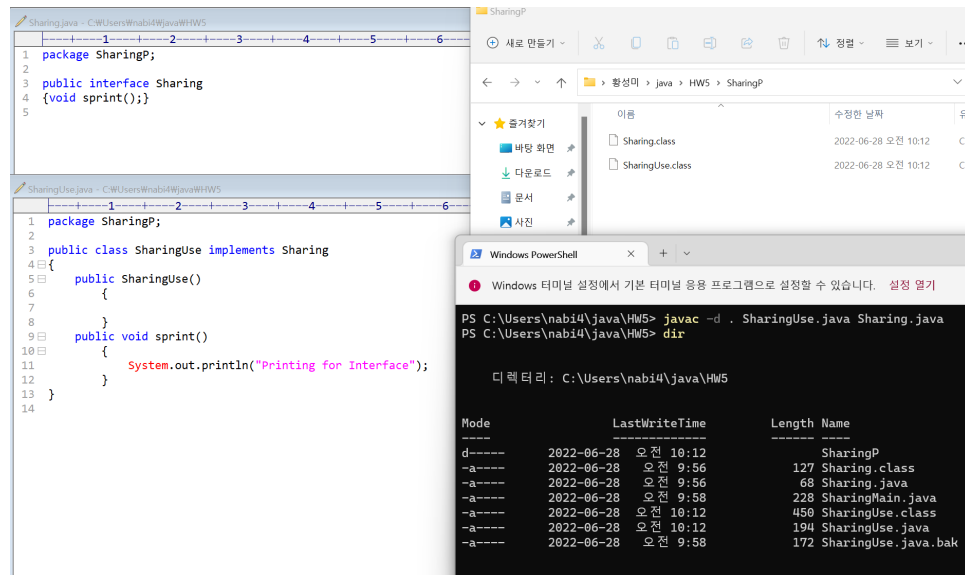 Sharing.java - C:₩Users₩nabi4₩java₩HW5
----+----1----+----2----+----3----+----4----+----5----+----6--
1 package SharingP;
2
3 public interface Sharing
4 {void sprint();}
5
SharingUse.java - C:₩Users₩nabi4₩java₩HW5
----+----1----+----2----+----3----+----4----+----5----+----6--
1 package SharingP;
2
3 public class SharingUse implements Sharing
4 {
5 public SharingUse()
6 {
7
8 }
9 public void sprint()
10 {
11 System.out.println("Printing for Interface");
12 }
13 }
14
SharingP
새로 만들기
정렬
보기
황성미 > java > HW5 > SharingP
이름 수정한 날짜
즐겨찾기
바탕 화면
다운로드
문서
사진
Sharing.class 2022-06-28 오전 10:12
SharingUse.class 2022-06-28 오전 10:12
Windows PowerShell
Windows 터미널 설정에서 기본 터미널 응용 프로그램으로 설정할 수 있습니다. 설정 열기
PS C:\Users\nabi4\java\HW5> javac -d . SharingUse.java Sharing.java
PS C:\Users\nabi4\java\HW5> dir
디렉터리: C:\Users\nabi4\java\HW5
Mode LastWriteTime Length Name
---- ------------- ------ ----
d----- 2022-06-28 오전 10:12 SharingP
-a---- 2022-06-28 오전 9:56 127 Sharing.class
-a---- 2022-06-28 오전 9:56 68 Sharing.java
-a---- 2022-06-28 오전 9:58 228 SharingMain.java
-a---- 2022-06-28 오전 10:12 450 SharingUse.class
-a---- 2022-06-28 오전 10:12 194 SharingUse.java
-a---- 2022-06-28 오전 9:58 172 SharingUse.java.bak